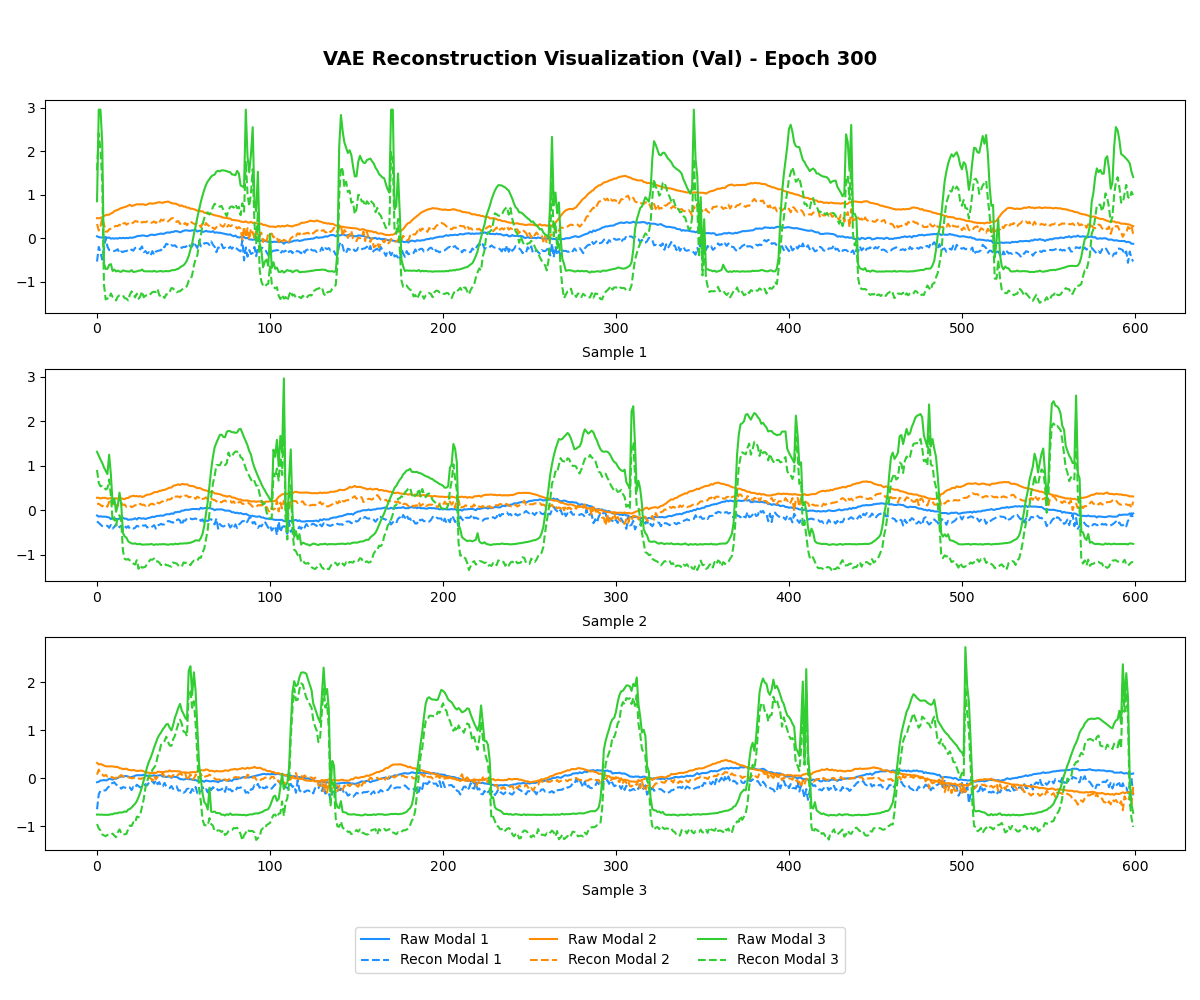 VAE Reconstruction Visualization (Val) - Epoch 300
3
2
1
0
−1
0 100 200 300 400 500 600
Sample 1
3
2
1
0
−1
0 100 200 300 400 500 600
Sample 2
2
1
0
−1
0 100 200 300 400 500 600
Sample 3
Raw Modal 1 Raw Modal 2 Raw Modal 3
Recon Modal 1 Recon Modal 2 Recon Modal 3